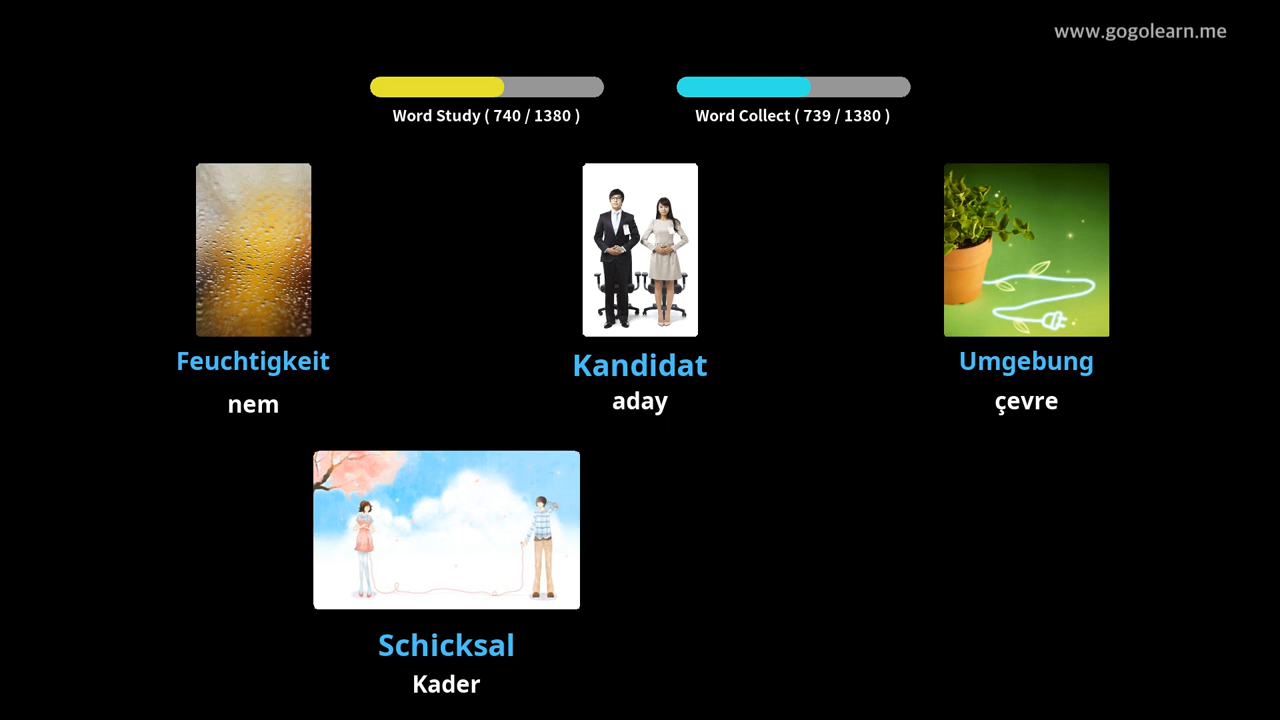 www.gogolearn.me
Word Study ( 740 / 1380 )
Word Collect ( 739 / 1380 )
Feuchtigkeit
nem
Kandidat
aday
Umgebung
çevre
Schicksal
Kader